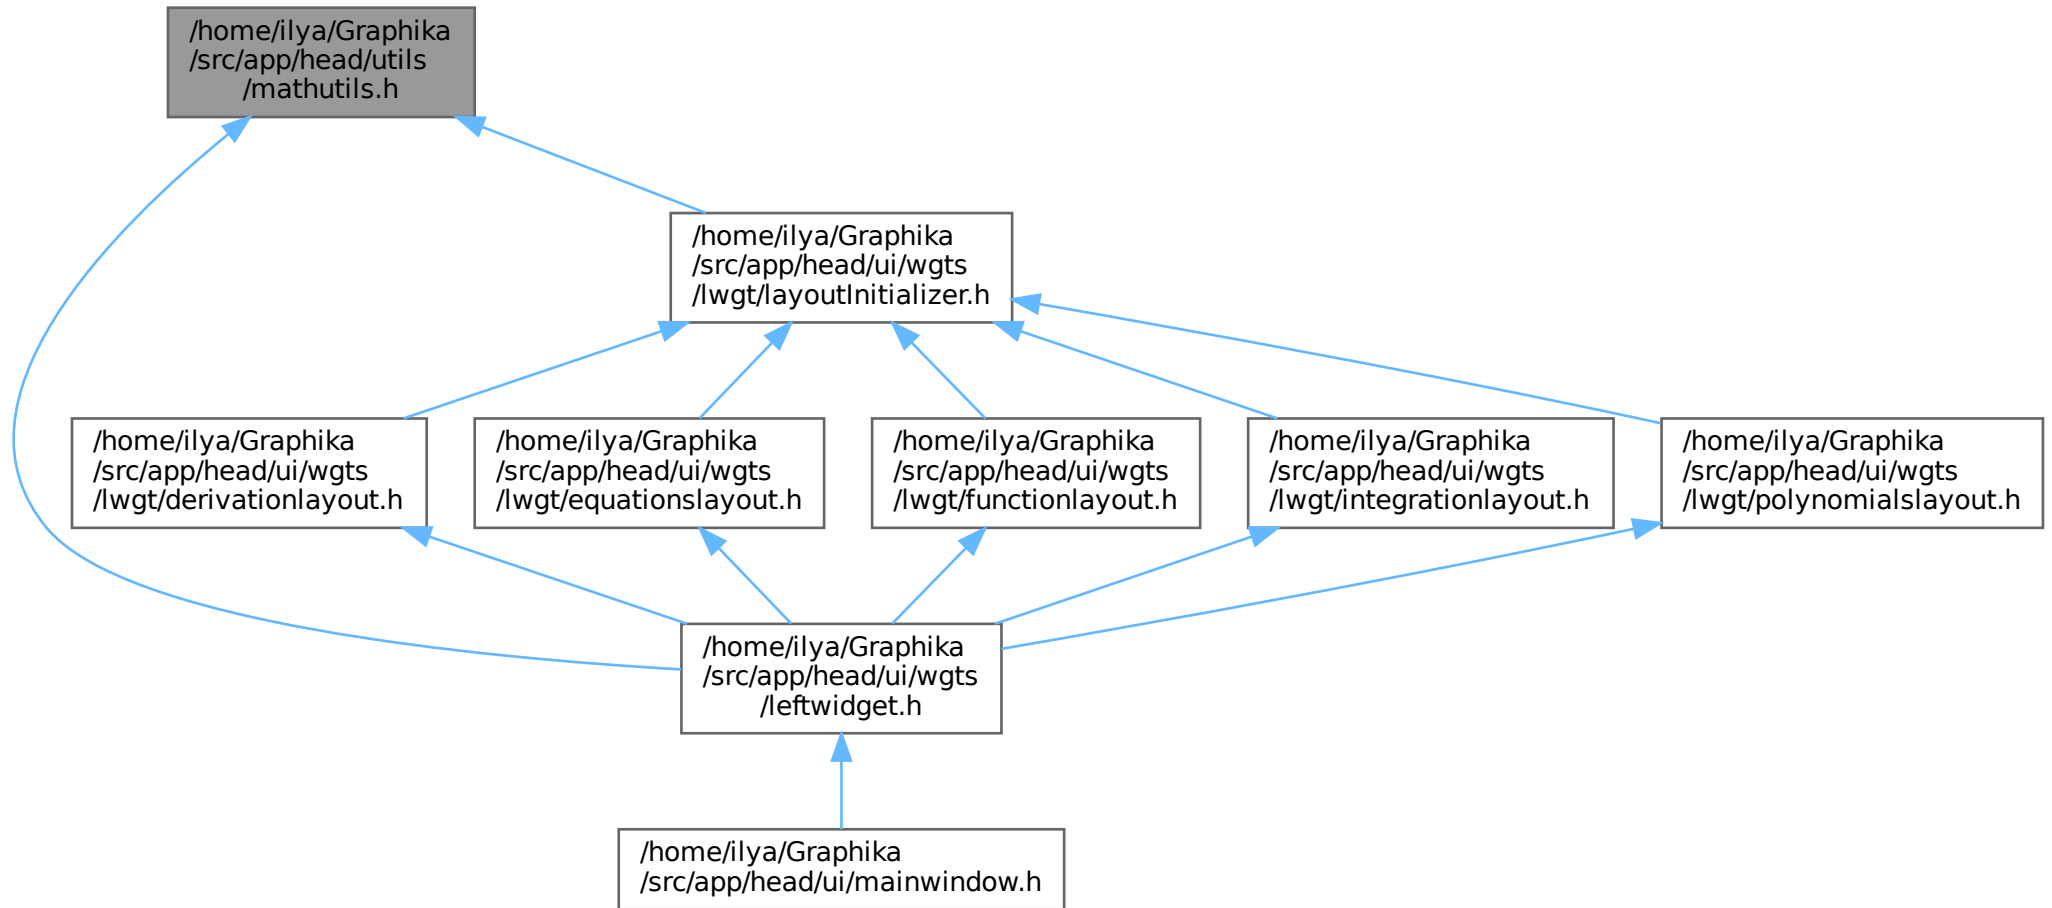 /home/ilya/Graphika
/src/app/head/utils
/mathutils.h
/home/ilya/Graphika
/src/app/head/ui/wgts
/lwgt/layoutInitializer.h
/home/ilya/Graphika
/src/app/head/ui/wgts
/lwgt/derivationlayout.h
/home/ilya/Graphika
/src/app/head/ui/wgts
/lwgt/equationslayout.h
/home/ilya/Graphika
/src/app/head/ui/wgts
/lwgt/functionlayout.h
/home/ilya/Graphika
/src/app/head/ui/wgts
/lwgt/integrationlayout.h
/home/ilya/Graphika
/src/app/head/ui/wgts
/lwgt/polynomialslayout.h
/home/ilya/Graphika
/src/app/head/ui/wgts
/leftwidget.h
/home/ilya/Graphika
/src/app/head/ui/mainwindow.h